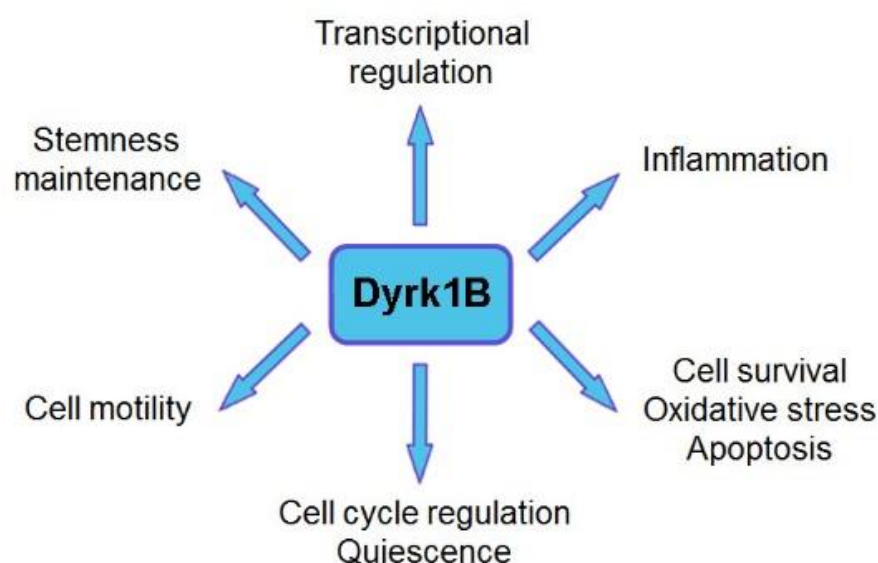 Transcriptional
regulation
Stemness
maintenance
Inflammation
Dyrk1B
Cell motility
Cell survival
Oxidative stress
Apoptosis
Cell cycle regulation
Quiescence